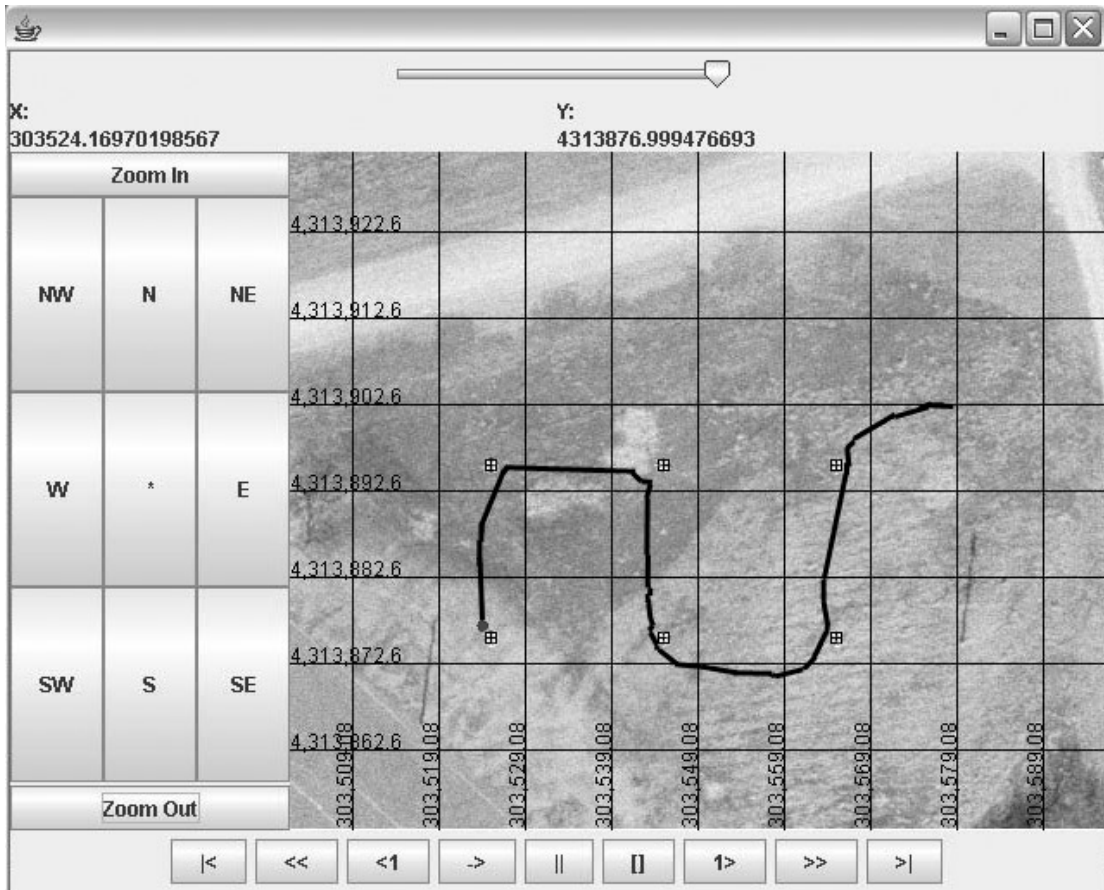 X:
303524.16970198567
Y:
4313876.999476693
Zoom In
NW N NE
W * E
SW S SE
Zoom Out
4,313,922.6
4,313,912.6
4,313,902.6
4,313,892.6
4,313,882.6
4,313,872.6
4,313,862.6
303,509.08
303,519.08
303,529.08
303,539.08
303,549.08
303,559.08
303,569.08
303,579.08
303,589.08
|< << <1 -> || [] 1> >> >|